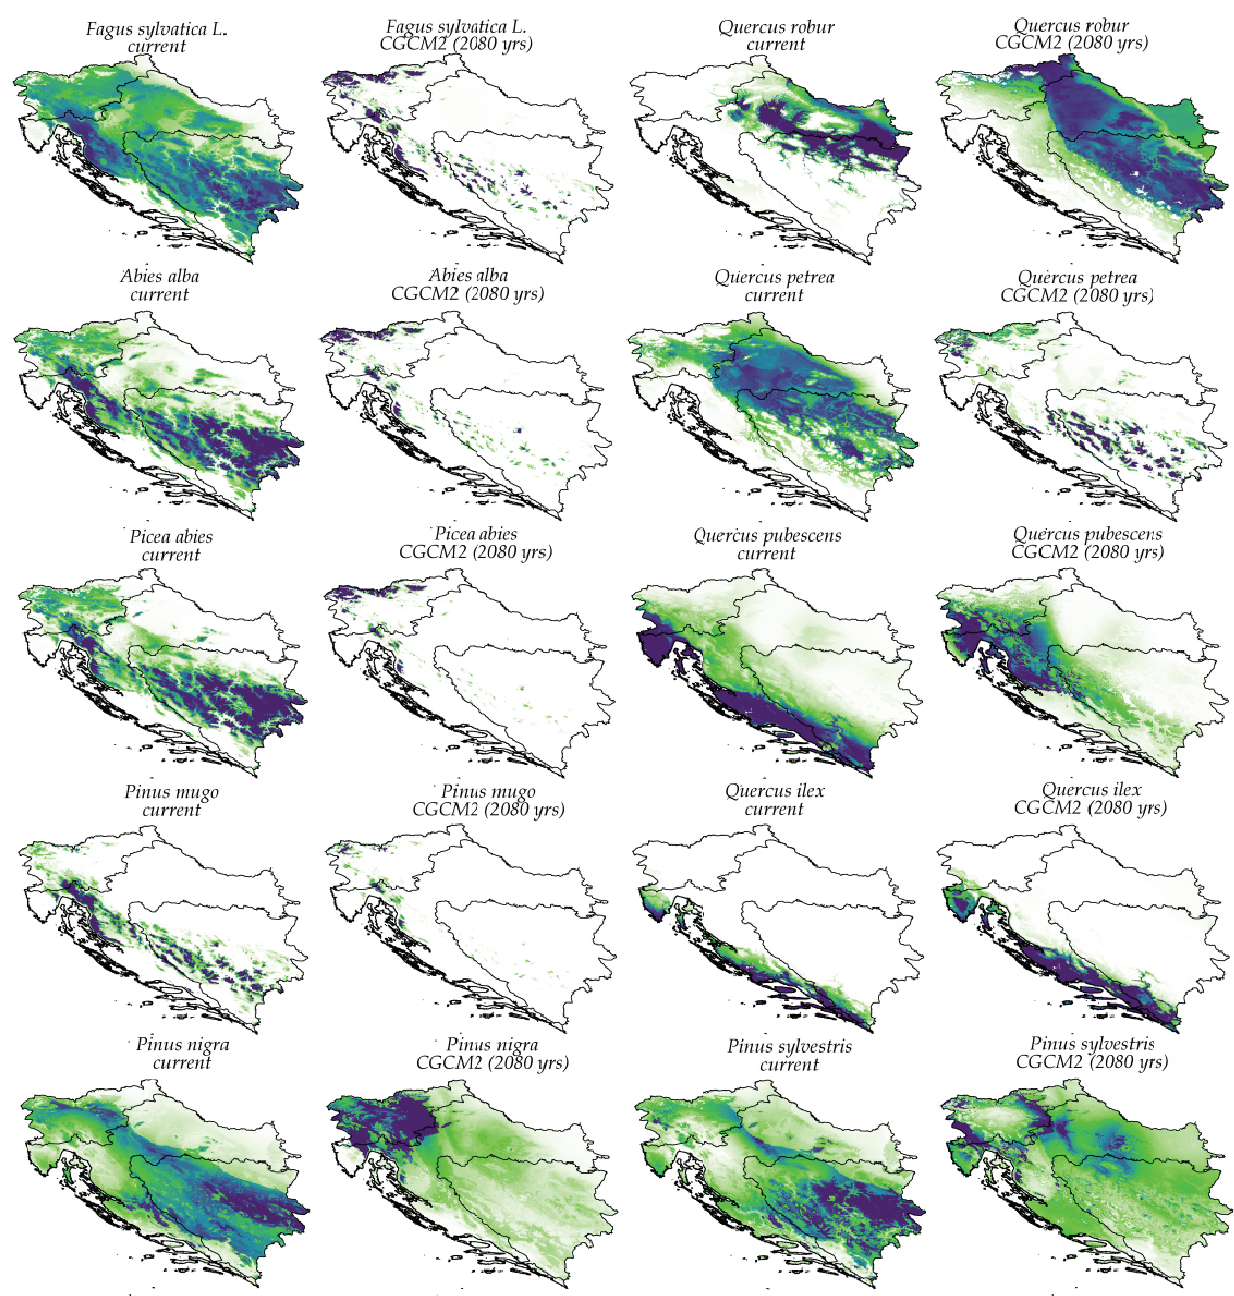 Fagus sylvatica L.
current
Fagus sylvatica L.
CGCM2 (2080 yrs)
Quercus robur
current
Quercus robur
CGCM2 (2080 yrs)
Abies alba
current
Abies alba
CGCM2 (2080 yrs)
Quercus petrea
current
Quercus petrea
CGCM2 (2080 yrs)
Picea abies
current
Picea abies
CGCM2 (2080 yrs)
Quercus pubescens
current
Quercus pubescens
CGCM2 (2080 yrs)
Pinus mugo
current
Pinus mugo
CGCM2 (2080 yrs)
Quercus ilex
current
Quercus ilex
CGCM2 (2080 yrs)
Pinus nigra
current
Pinus nigra
CGCM2 (2080 yrs)
Pinus sylvestris
current
Pinus sylvestris
CGCM2 (2080 yrs)